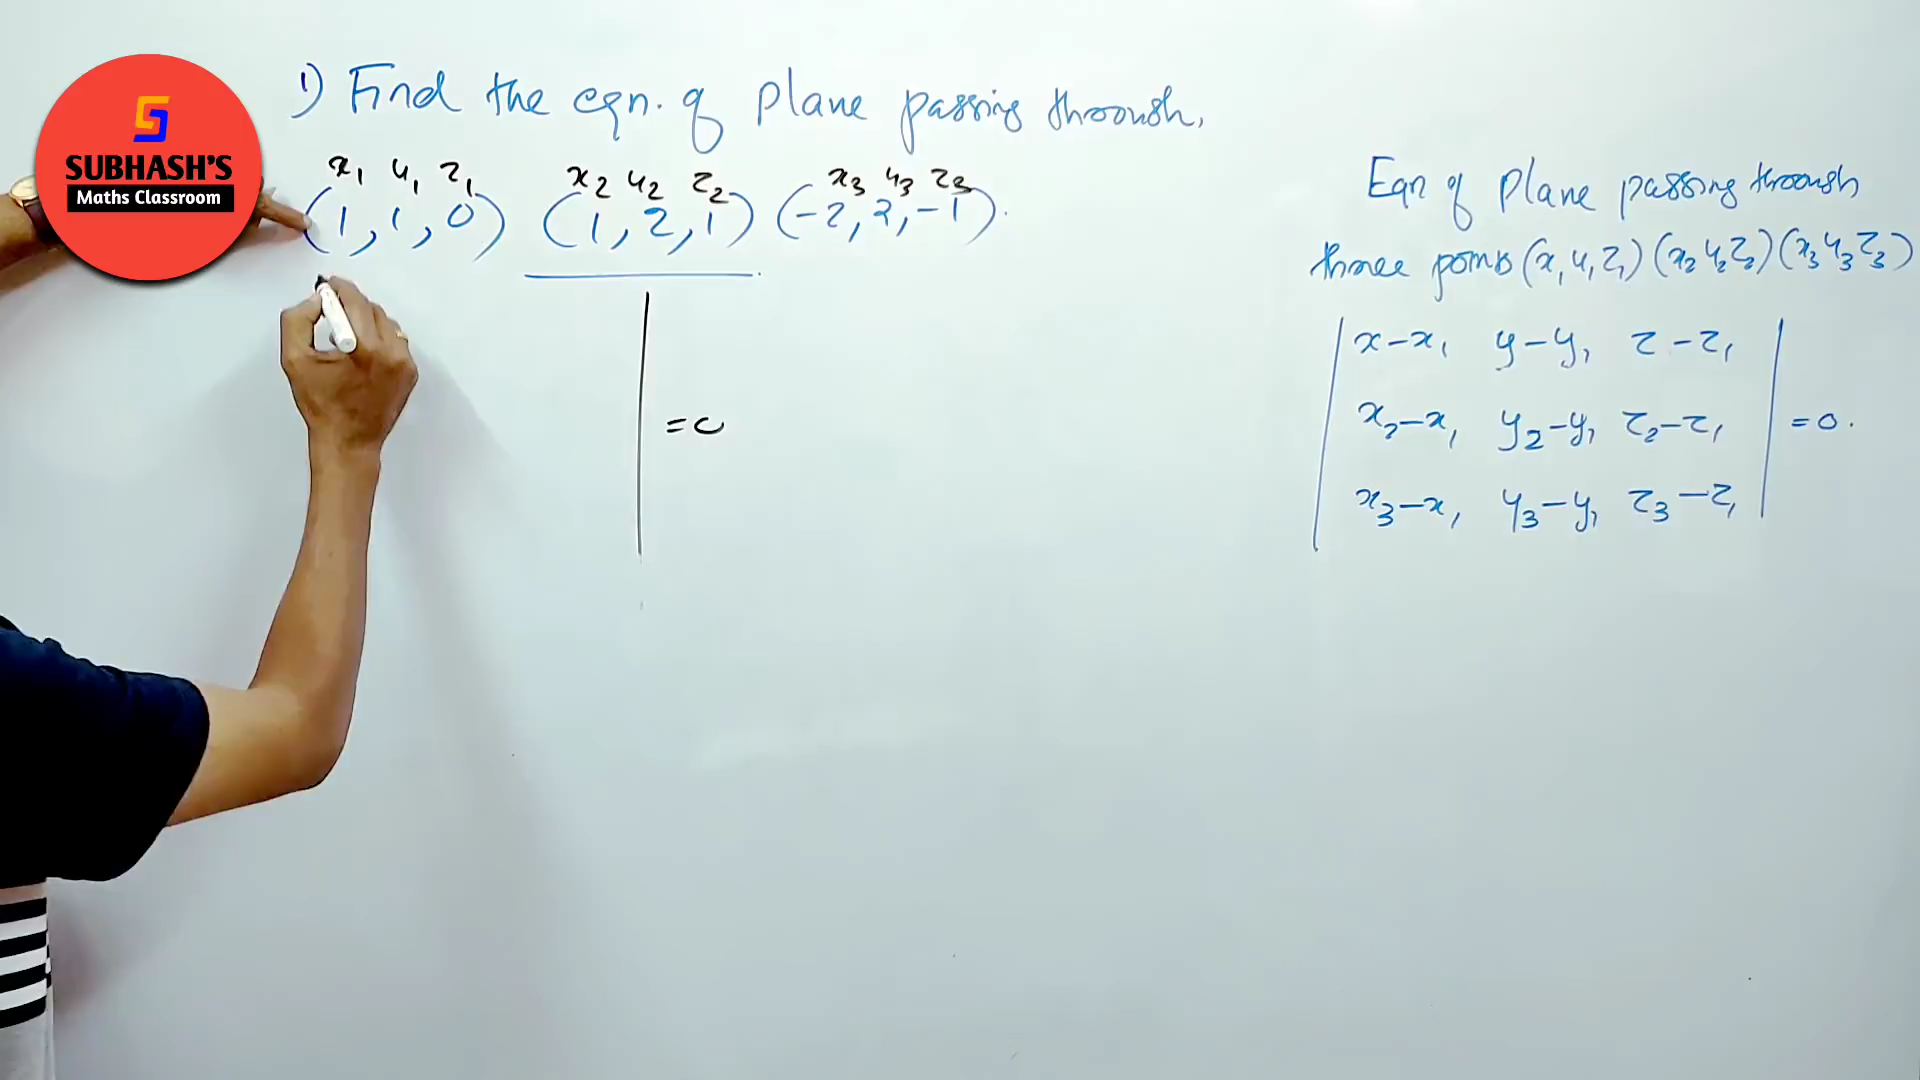 SUBHASH'S
Maths Classroom
1) Find the eqn. of plane passing through,
x₁ y₁ z₁ x₂ y₂ z₂ x₃ y₃ z₃
(1, 1, 0) (1, 2, 1) (-2, 2, -1).
= 0
Eqn of plane passing through
three points (x₁ y₁ z₁) (x₂ y₂ z₂) (x₃ y₃ z₃)
| x-x₁ y-y₁ z-z₁ |
| x₂-x₁ y₂-y₁ z₂-z₁ | = 0.
| x₃-x₁ y₃-y₁ z₃-z₁ |